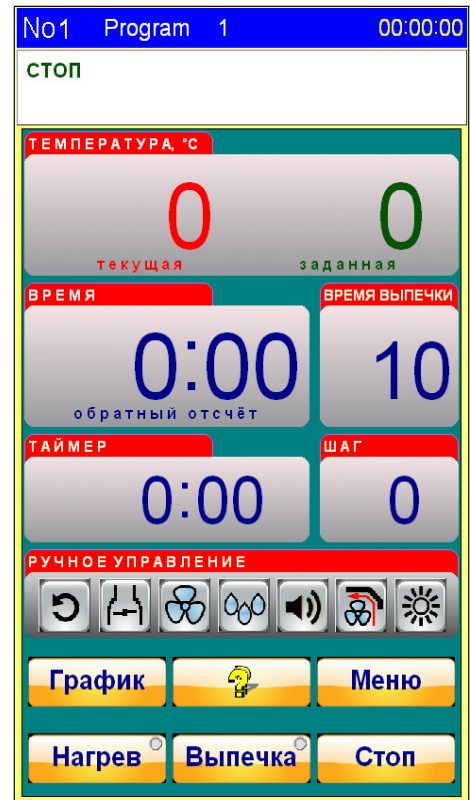 No1 Program 1 00:00:00
СТОП
ТЕМПЕРАТУРА, °C
0 0
текущая заданная
ВРЕМЯ ВРЕМЯ ВЫПЕЧКИ
0:00 10
обратный отсчёт
ТАЙМЕР ШАГ
0:00 0
РУЧНОЕ УПРАВЛЕНИЕ
График ? Меню
Нагрев Выпечка Стоп